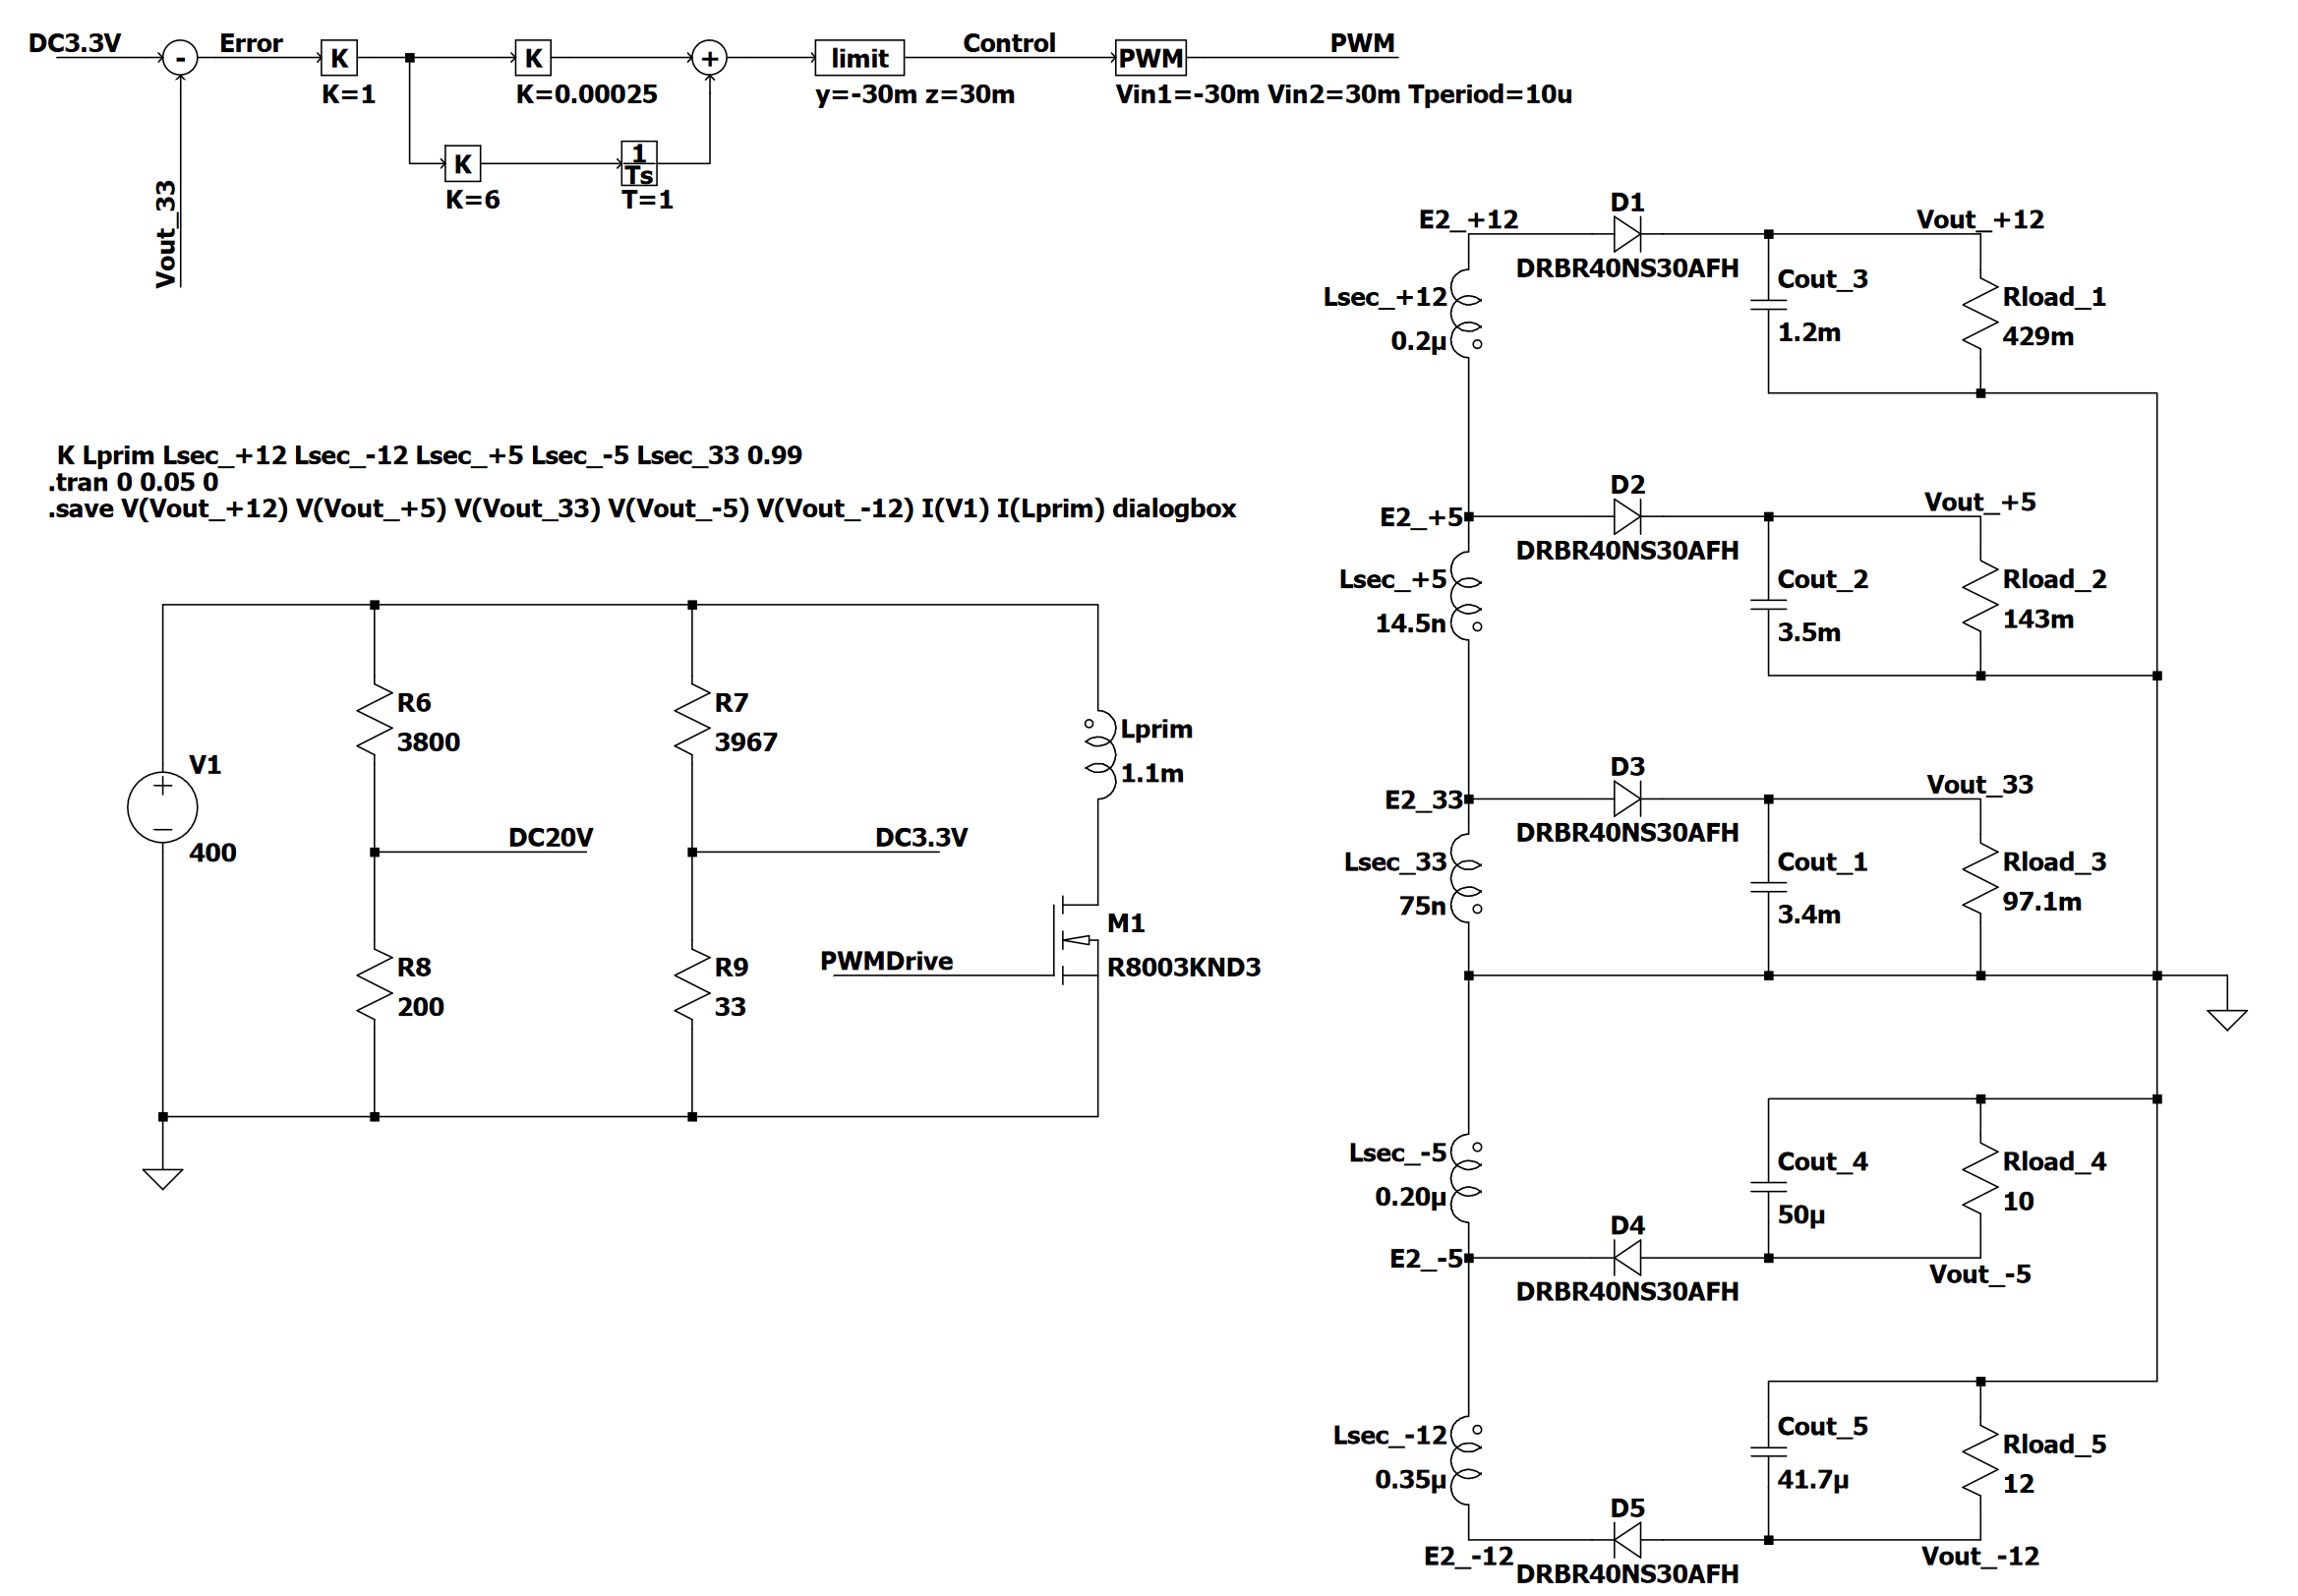 DC3.3V
-
Error
K
K=1
K
K=0.00025
+
limit
y=-30m z=30m
Control
PWM
Vin1=-30m Vin2=30m Tperiod=10u
PWM
K
K=6
1
Ts
T=1
Vout_33
K Lprim Lsec_+12 Lsec_-12 Lsec_+5 Lsec_-5 Lsec_33 0.99
.tran 0 0.05 0
.save V(Vout_+12) V(Vout_+5) V(Vout_33) V(Vout_-5) V(Vout_-12) I(V1) I(Lprim) dialogbox
V1
400
R6
3800
R8
200
DC20V
R7
3967
R9
33
DC3.3V
Lprim
1.1m
PWMDrive
M1
R8003KND3
E2_+12
D1
DRBR40NS30AFH
Vout_+12
Lsec_+12
0.2µ
Cout_3
1.2m
Rload_1
429m
E2_+5
D2
DRBR40NS30AFH
Vout_+5
Lsec_+5
14.5n
Cout_2
3.5m
Rload_2
143m
E2_33
D3
DRBR40NS30AFH
Vout_33
Lsec_33
75n
Cout_1
3.4m
Rload_3
97.1m
Lsec_-5
0.20µ
Cout_4
50µ
Rload_4
10
E2_-5
D4
DRBR40NS30AFH
Vout_-5
Lsec_-12
0.35µ
Cout_5
41.7µ
Rload_5
12
E2_-12
D5
DRBR40NS30AFH
Vout_-12